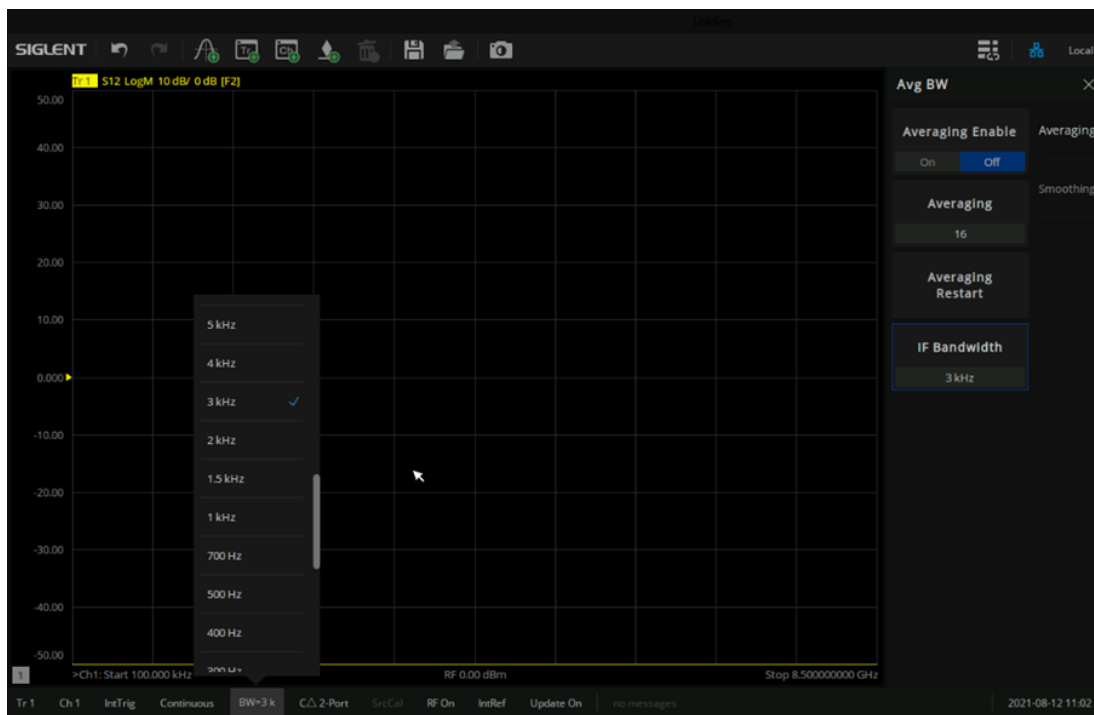 Loading
SIGLENT
Tr
Ch
Local
Tr 1 S12 LogM 10 dB/ 0 dB [F2]
50.00
40.00
30.00
20.00
10.00
0.000
-10.00
-20.00
-30.00
-40.00
-50.00
5 kHz
4 kHz
3 kHz
2 kHz
1.5 kHz
1 kHz
700 Hz
500 Hz
400 Hz
300 Hz
1
>Ch1: Start 100.000 kHz
RF 0.00 dBm
Stop 8.500000000 GHz
Avg BW
Averaging Enable
On Off
Averaging
16
Averaging
Restart
IF Bandwidth
3 kHz
Averaging
Smoothing
Tr 1 Ch 1 IntTrig Continuous BW=3 k C△ 2-Port SrcCal RF On IntRef Update On no messages 2021-08-12 11:02